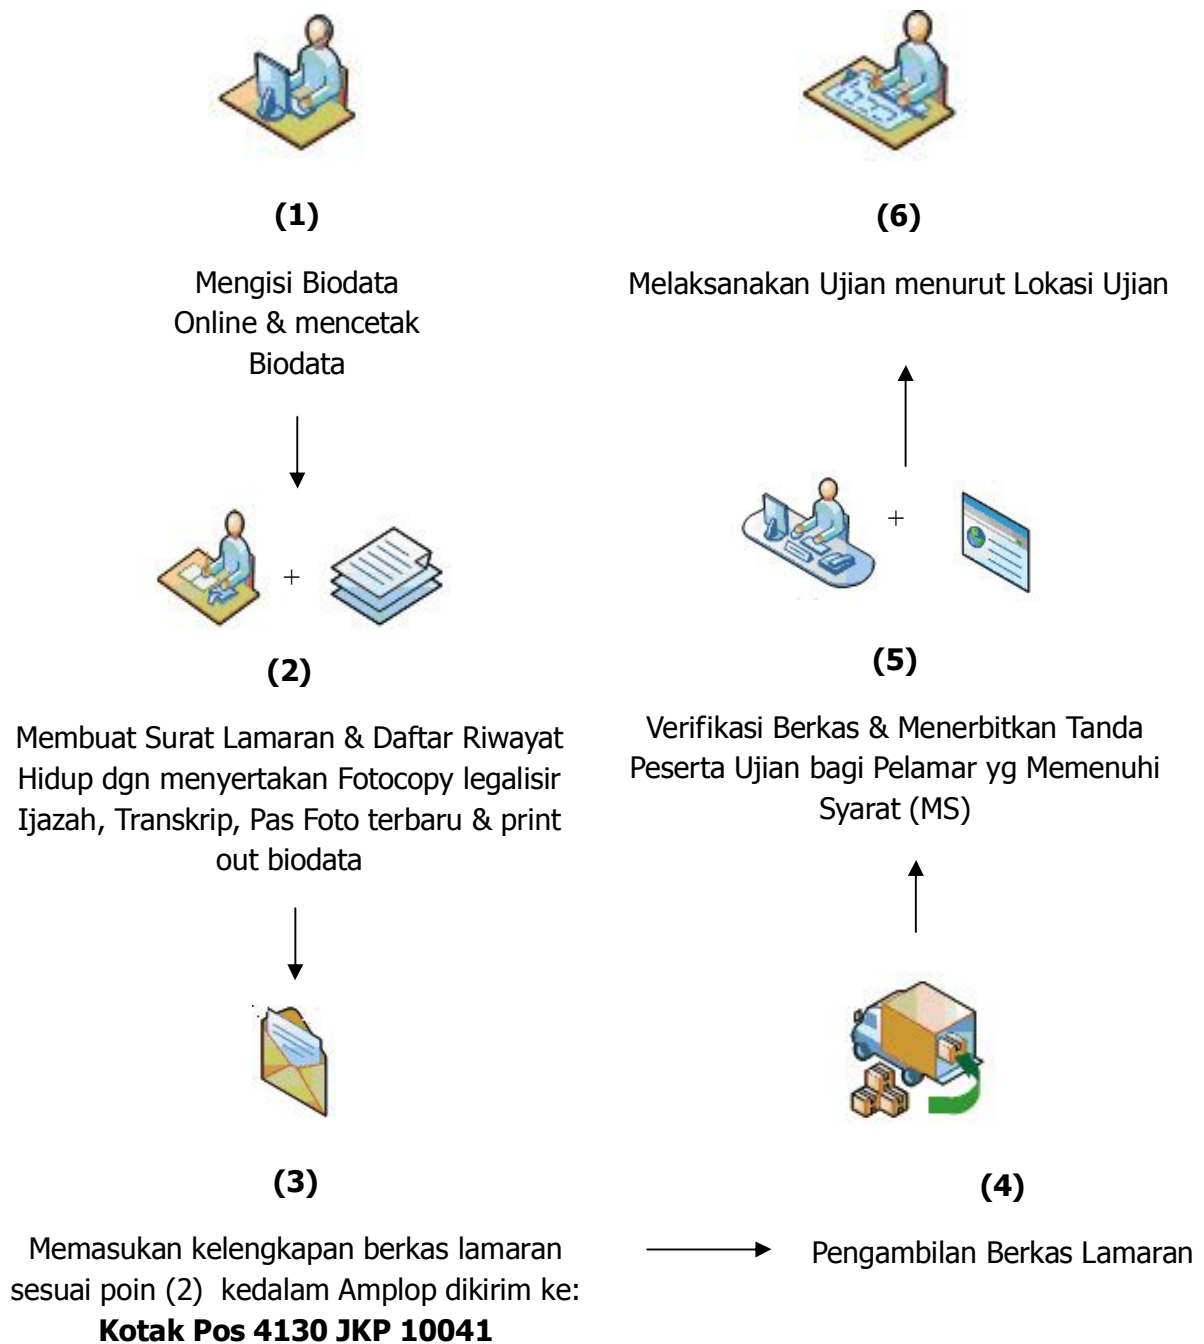 (1)
Mengisi Biodata
Online & mencetak
Biodata
+
(2)
Membuat Surat Lamaran & Daftar Riwayat
Hidup dgn menyertakan Fotocopy legalisir
Ijazah, Transkrip, Pas Foto terbaru & print
out biodata
(3)
Memasukan kelengkapan berkas lamaran
sesuai poin (2) kedalam Amplop dikirim ke:
Kotak Pos 4130 JKP 10041
(4)
Pengambilan Berkas Lamaran
+
(5)
Verifikasi Berkas & Menerbitkan Tanda
Peserta Ujian bagi Pelamar yg Memenuhi
Syarat (MS)
(6)
Melaksanakan Ujian menurut Lokasi Ujian